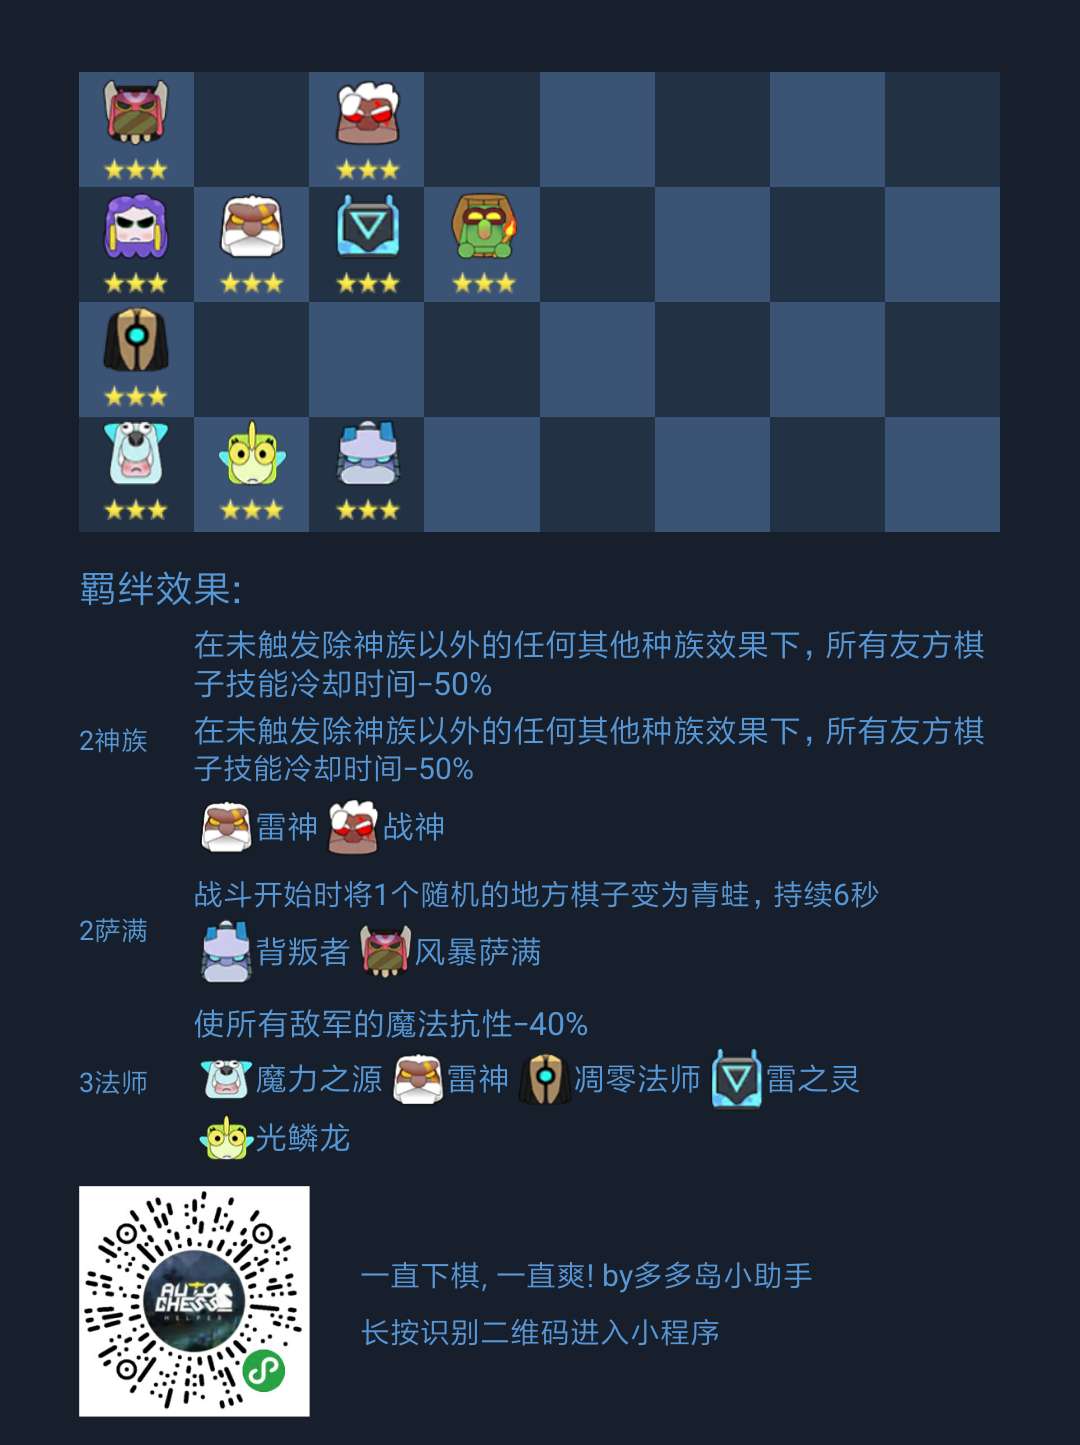 羁绊效果:
在未触发除神族以外的任何其他种族效果下，所有友方棋
子技能冷却时间-50%
2神族
在未触发除神族以外的任何其他种族效果下，所有友方棋
子技能冷却时间-50%
雷神 战神
战斗开始时将1个随机的地方棋子变为青蛙，持续6秒
2萨满
背叛者 风暴萨满
使所有敌军的魔法抗性-40%
3法师
魔力之源 雷神 凋零法师 雷之灵
光鳞龙
AUTO
CHESS
HELPER
一直下棋, 一直爽! by多多岛小助手
长按识别二维码进入小程序